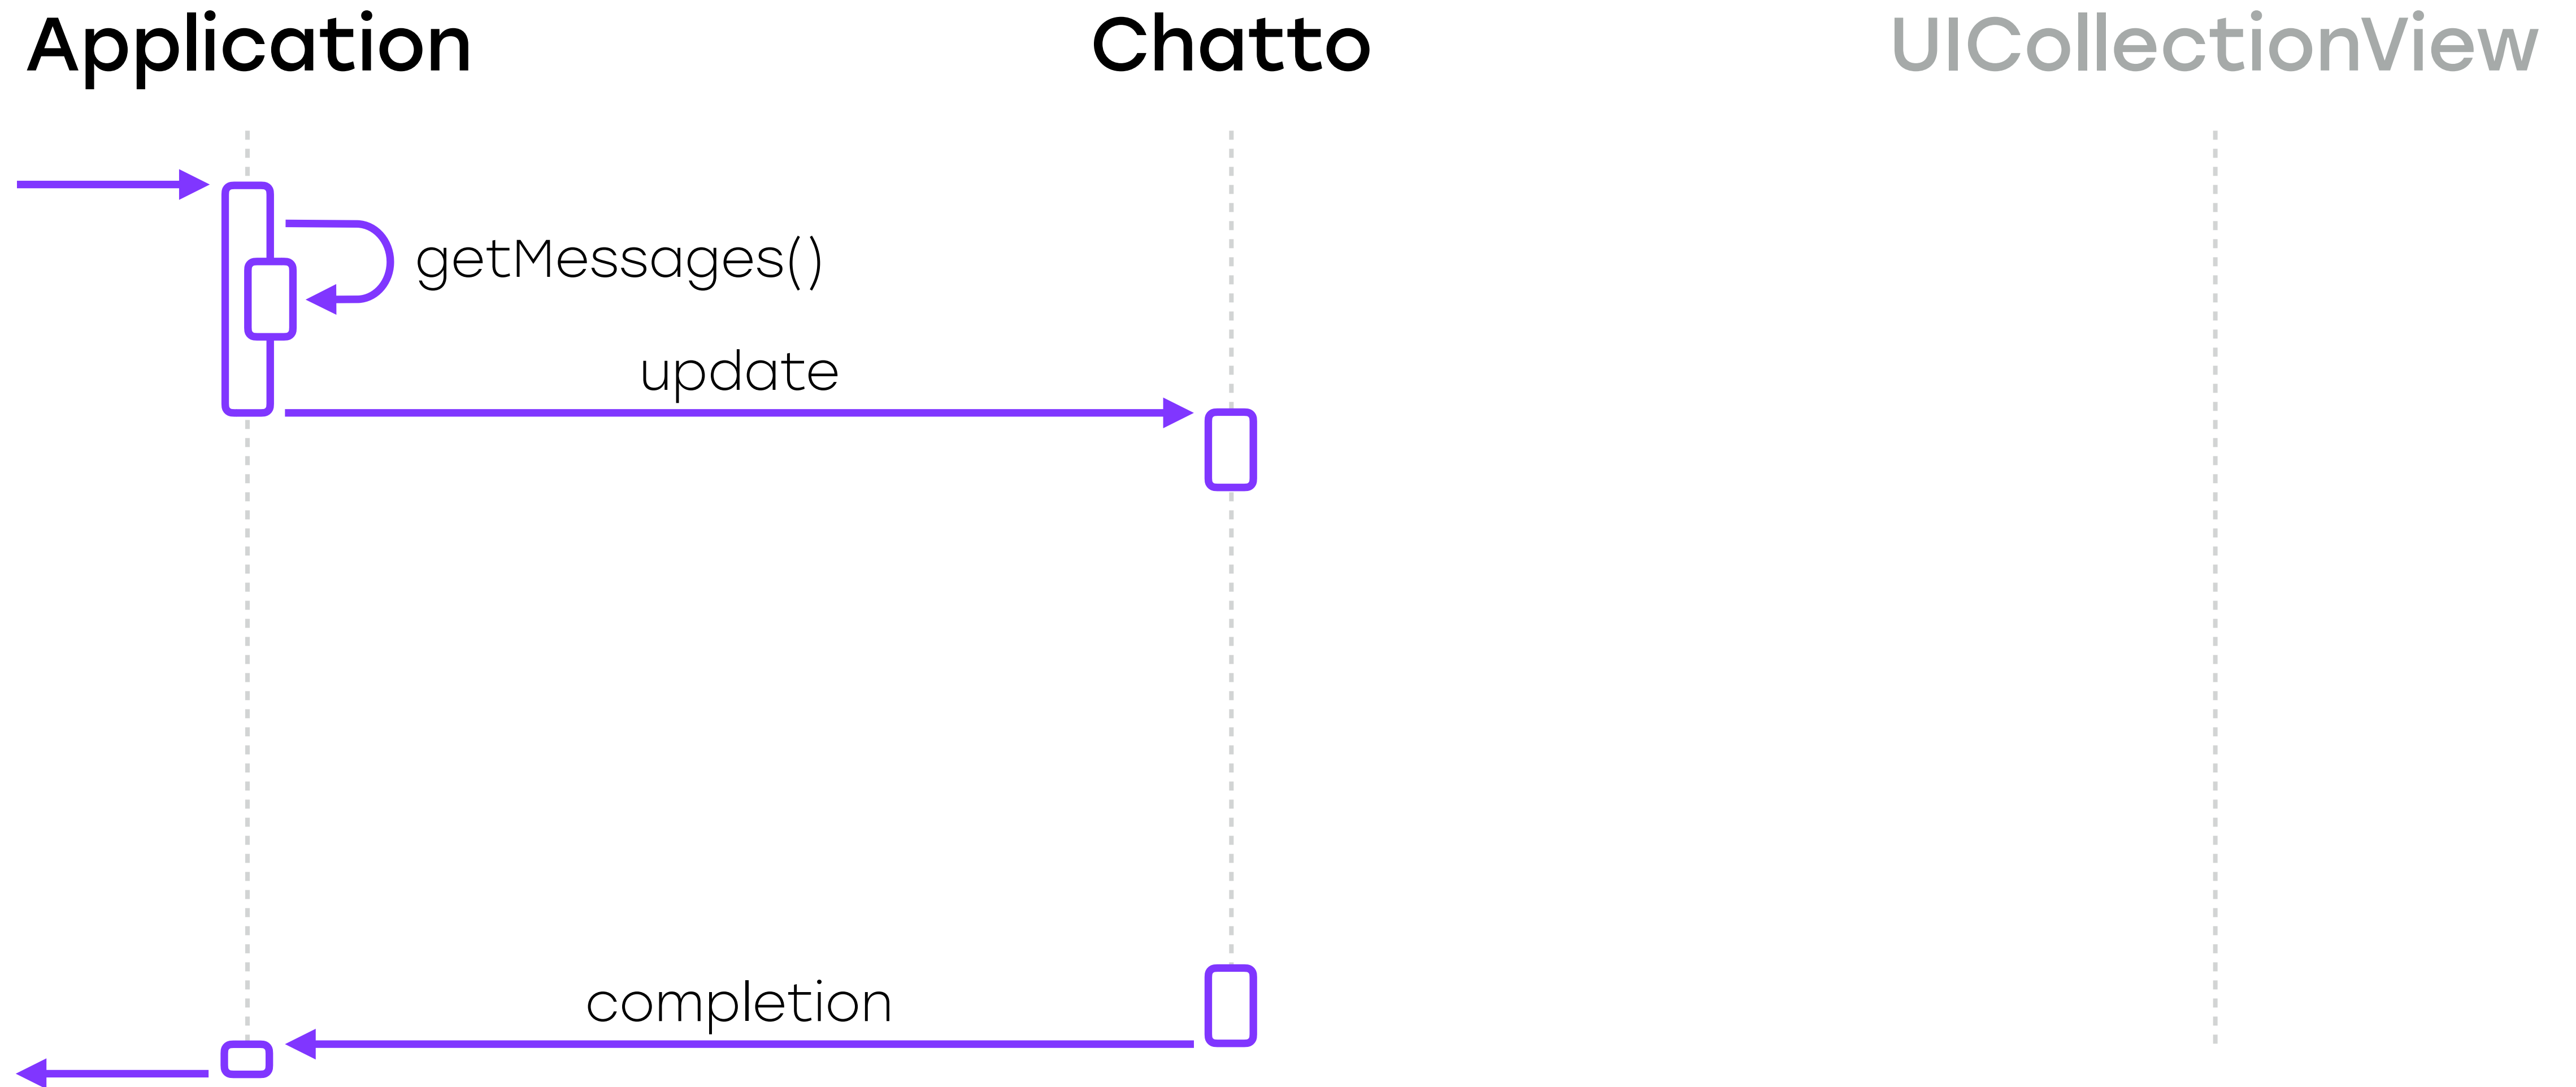 Application
Chatto
UICollectionView
getMessages()
update
completion